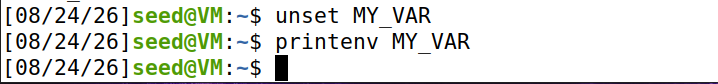 [08/24/26]seed@VM:~$ unset MY_VAR
[08/24/26]seed@VM:~$ printenv MY_VAR
[08/24/26]seed@VM:~$